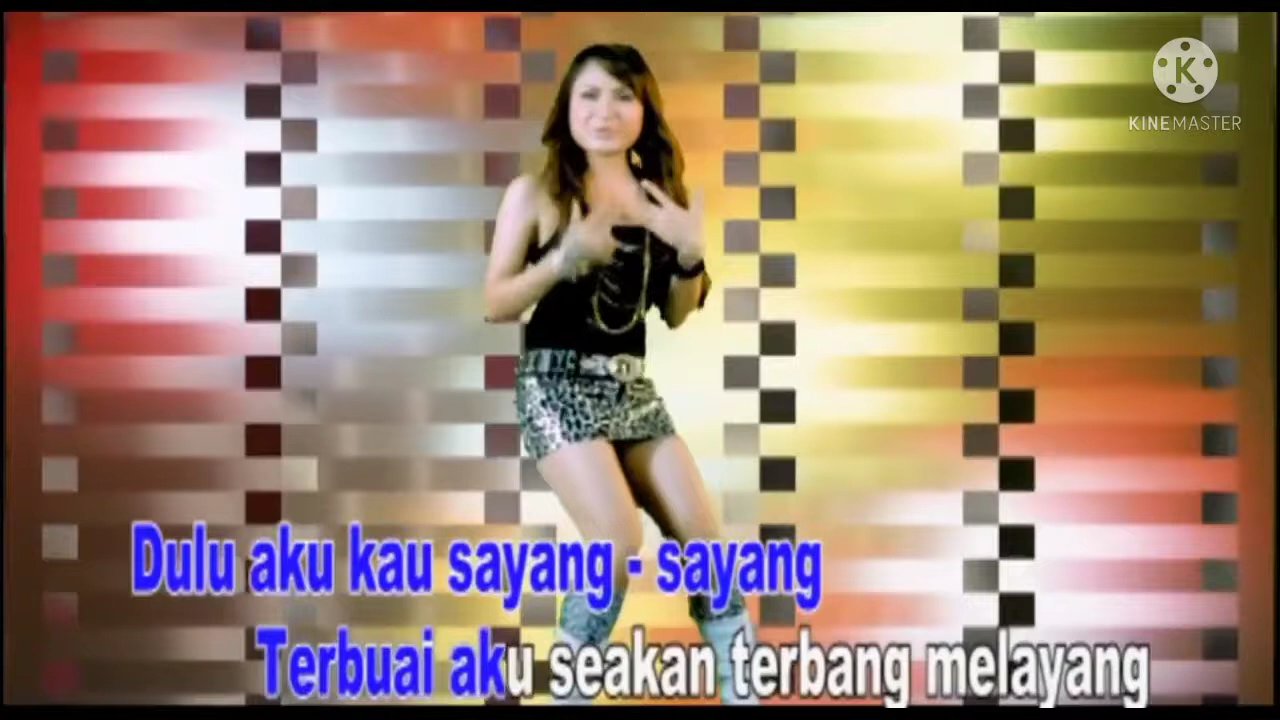 K
KINEMASTER
Dulu aku kau sayang - sayang
Terbuai aku seakan terbang melayang